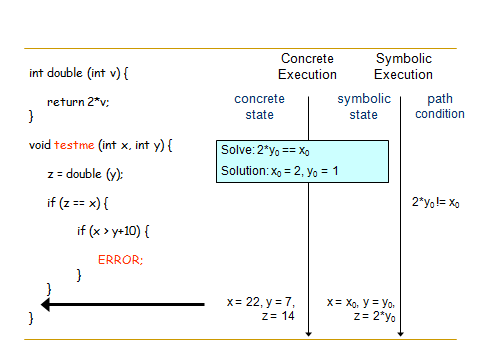 Concrete Execution
Symbolic Execution
int double (int v) {
return 2*v;
}
void testme (int x, int y) {
z = double (y);
if (z == x) {
if (x > y+10) {
ERROR;
}
}
}
concrete state
symbolic state
path condition
Solve: 2*y₀ == x₀
Solution: x₀ = 2, y₀ = 1
2*y₀ != x₀
x = 22, y = 7,
z = 14
x = x₀, y = y₀,
z = 2*y₀